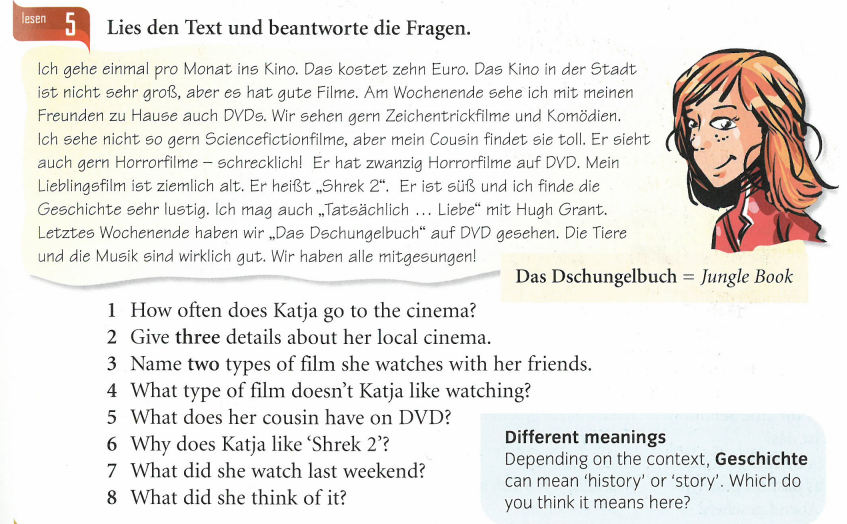 lesen 5 Lies den Text und beantworte die Fragen.
Ich gehe einmal pro Monat ins Kino. Das kostet zehn Euro. Das Kino in der Stadt
ist nicht sehr groß, aber es hat gute Filme. Am Wochenende sehe ich mit meinen
Freunden zu Hause auch DVDs. Wir sehen gern Zeichentrickfilme und Komödien.
Ich sehe nicht so gern Sciencefictionfilme, aber mein Cousin findet sie toll. Er sieht
auch gern Horrorfilme – schrecklich! Er hat zwanzig Horrorfilme auf DVD. Mein
Lieblingsfilm ist ziemlich alt. Er heißt „Shrek 2“. Er ist süß und ich finde die
Geschichte sehr lustig. Ich mag auch „Tatsächlich ... Liebe“ mit Hugh Grant.
Letztes Wochenende haben wir „Das Dschungelbuch“ auf DVD gesehen. Die Tiere
und die Musik sind wirklich gut. Wir haben alle mitgesungen!
Das Dschungelbuch = Jungle Book
1 How often does Katja go to the cinema?
2 Give three details about her local cinema.
3 Name two types of film she watches with her friends.
4 What type of film doesn't Katja like watching?
5 What does her cousin have on DVD?
6 Why does Katja like ‘Shrek 2’?
7 What did she watch last weekend?
8 What did she think of it?
Different meanings
Depending on the context, Geschichte
can mean ‘history’ or ‘story’. Which do
you think it means here?